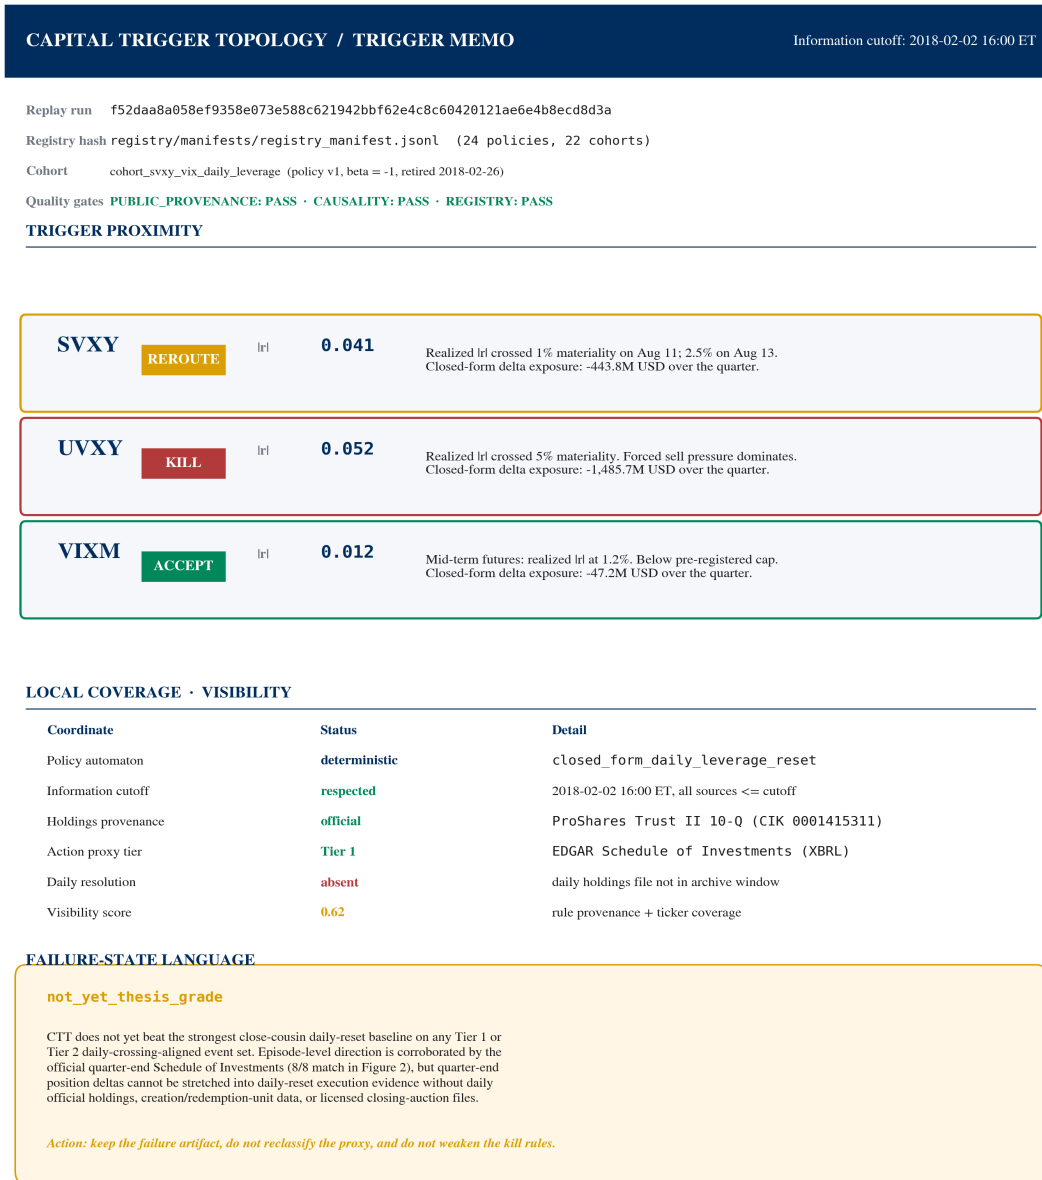 CAPITAL TRIGGER TOPOLOGY / TRIGGER MEMO
Information cutoff: 2018-02-02 16:00 ET
Replay run f52daa8a058ef9358e073e588c621942bbf62e4c8c60420121ae6e4b8ecd8d3a
Registry hash registry/manifests/registry_manifest.jsonl (24 policies, 22 cohorts)
Cohort cohort_svxy_vix_daily_leverage (policy v1, beta = -1, retired 2018-02-26)
Quality gates PUBLIC_PROVENANCE: PASS · CAUSALITY: PASS · REGISTRY: PASS
TRIGGER PROXIMITY
SVXY REROUTE |r| 0.041
Realized |r| crossed 1% materiality on Aug 11; 2.5% on Aug 13.
Closed-form delta exposure: -443.8M USD over the quarter.
UVXY KILL |r| 0.052
Realized |r| crossed 5% materiality. Forced sell pressure dominates.
Closed-form delta exposure: -1,485.7M USD over the quarter.
VIXM ACCEPT |r| 0.012
Mid-term futures: realized |r| at 1.2%. Below pre-registered cap.
Closed-form delta exposure: -47.2M USD over the quarter.
LOCAL COVERAGE · VISIBILITY
Coordinate Status Detail
Policy automaton deterministic closed_form_daily_leverage_reset
Information cutoff respected 2018-02-02 16:00 ET, all sources <= cutoff
Holdings provenance official ProShares Trust II 10-Q (CIK 0001415311)
Action proxy tier Tier 1 EDGAR Schedule of Investments (XBRL)
Daily resolution absent daily holdings file not in archive window
Visibility score 0.62 rule provenance + ticker coverage
FAILURE-STATE LANGUAGE
not_yet_thesis_grade
CTT does not yet beat the strongest close-cousin daily-reset baseline on any Tier 1 or
Tier 2 daily-crossing-aligned event set. Episode-level direction is corroborated by the
official quarter-end Schedule of Investments (8/8 match in Figure 2), but quarter-end
position deltas cannot be stretched into daily-reset execution evidence without daily
official holdings, creation/redemption-unit data, or licensed closing-auction files.
Action: keep the failure artifact, do not reclassify the proxy, and do not weaken the kill rules.